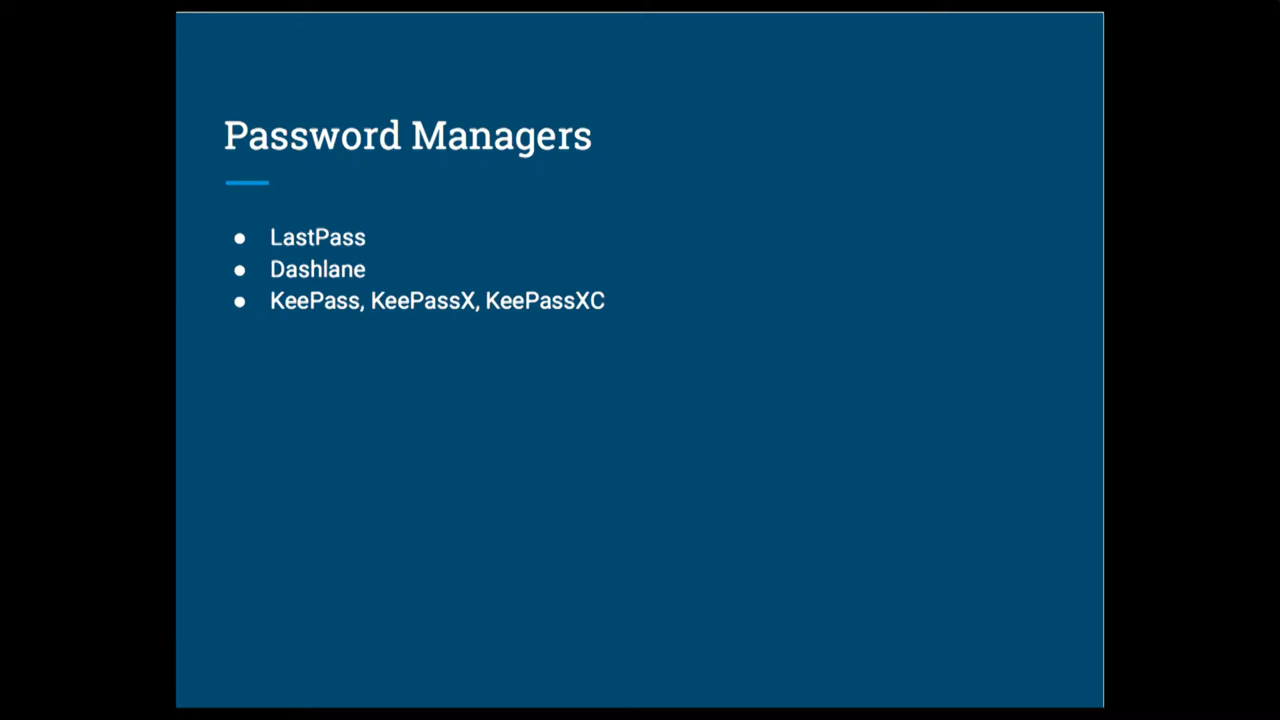 Password Managers
● LastPass
● Dashlane
● KeePass, KeePassX, KeePassXC